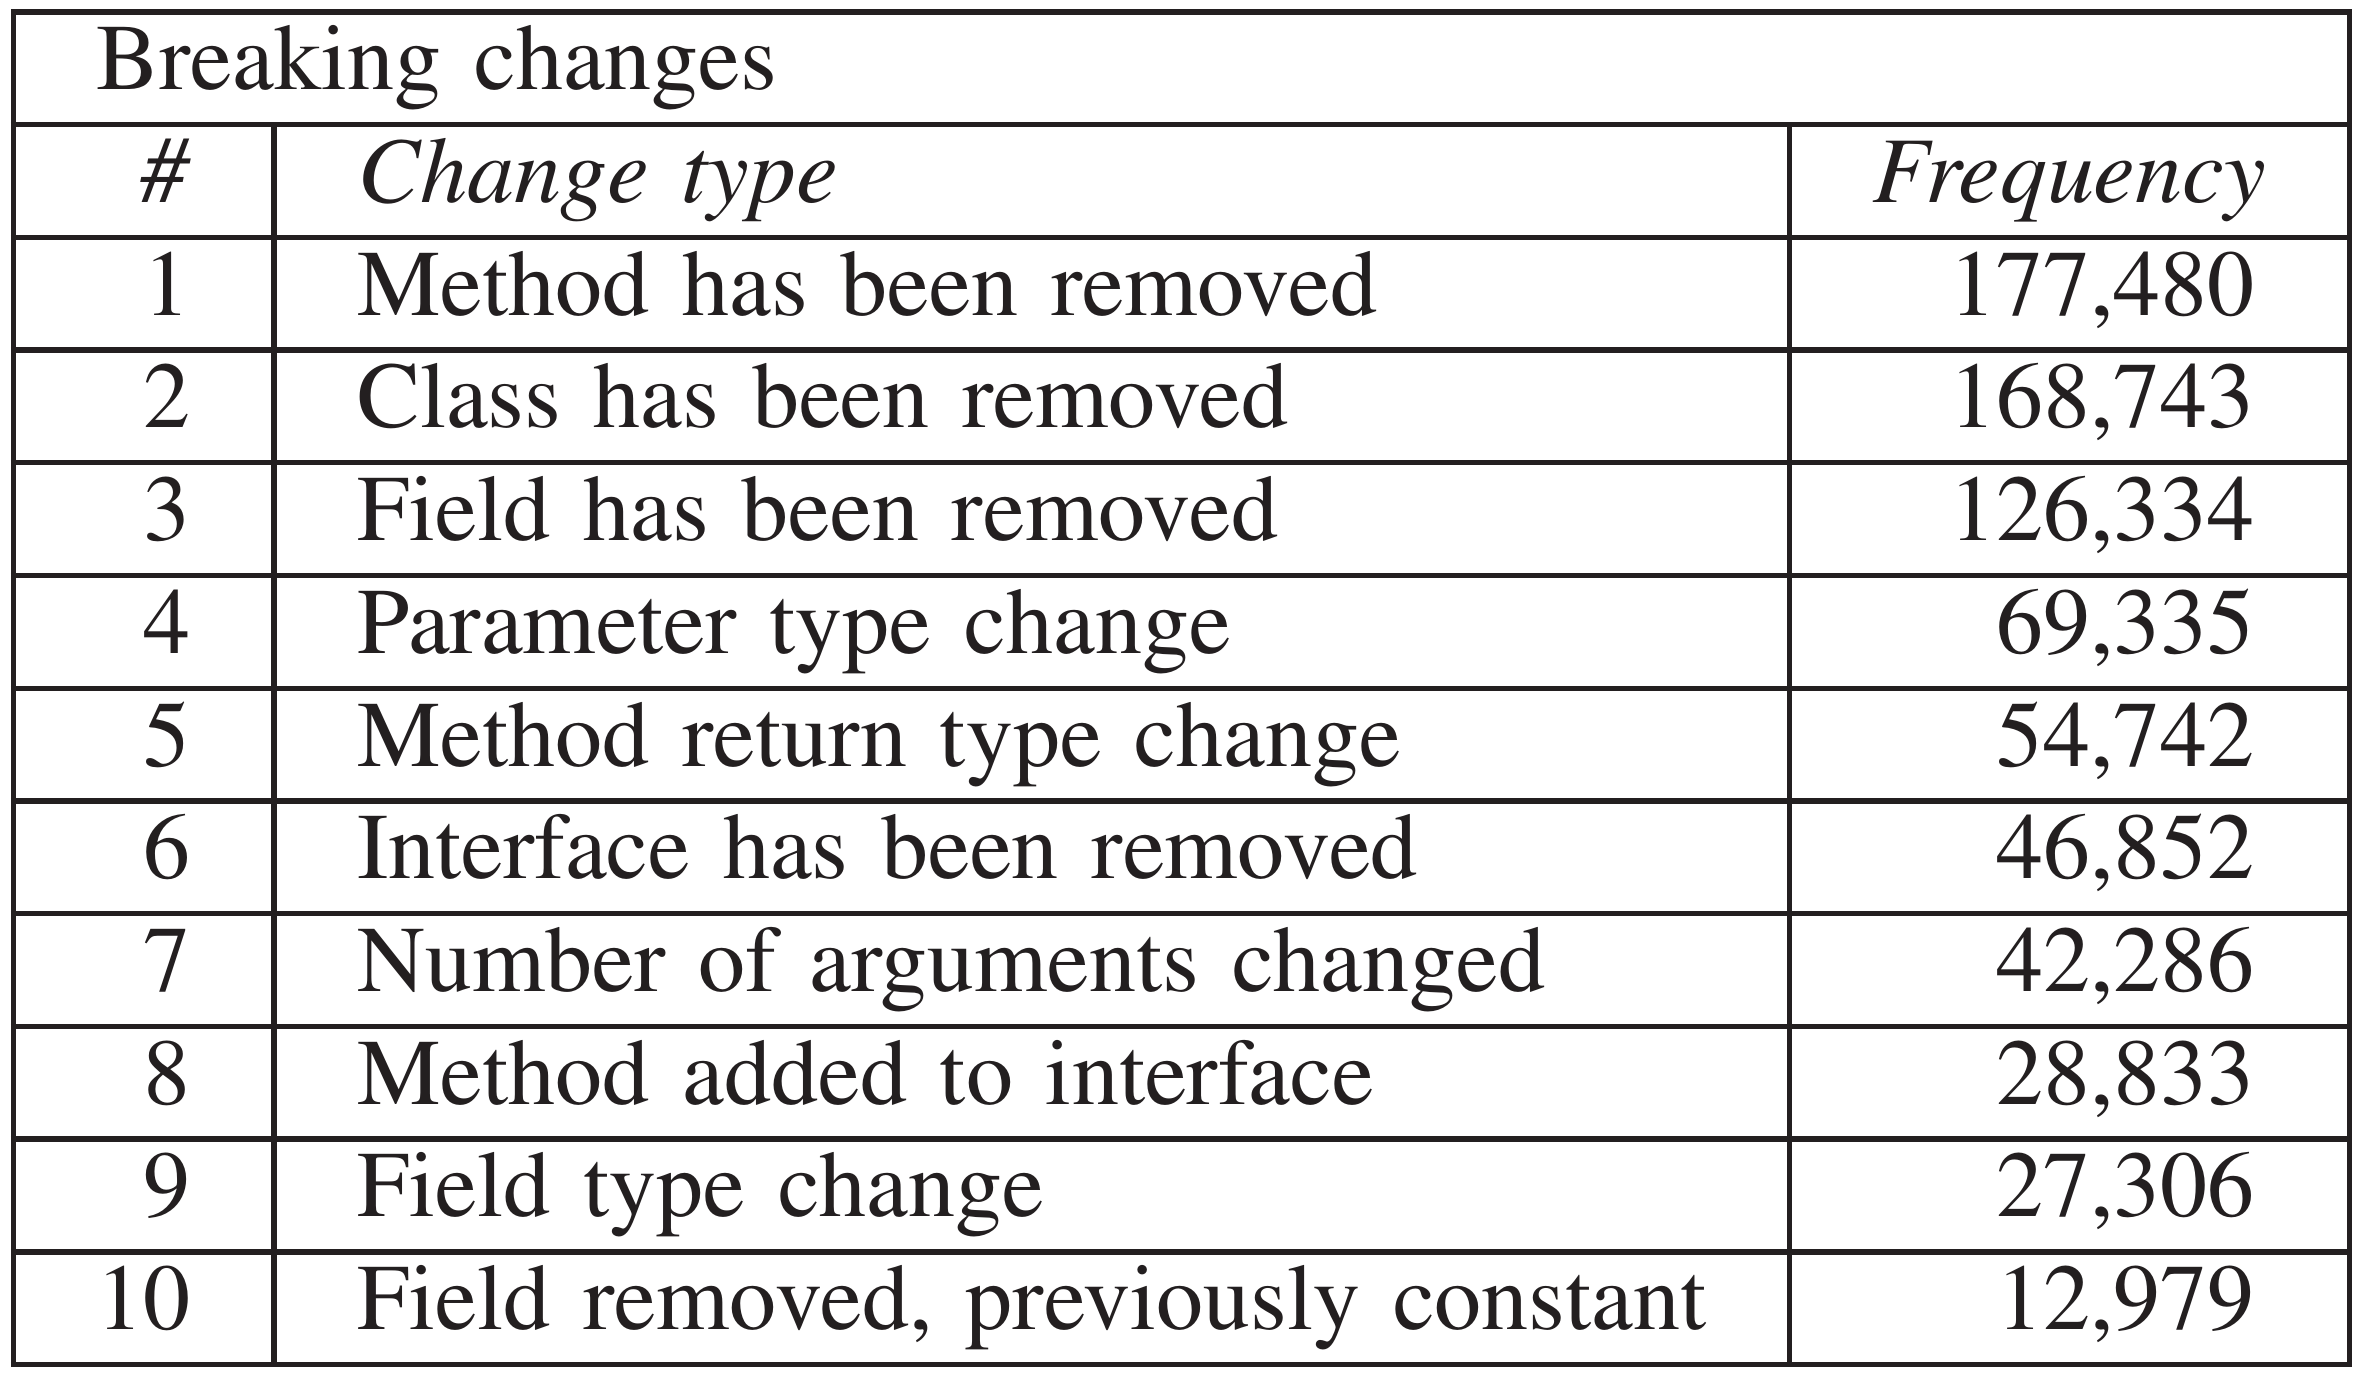 Breaking changes
# Change type Frequency
1 Method has been removed 177,480
2 Class has been removed 168,743
3 Field has been removed 126,334
4 Parameter type change 69,335
5 Method return type change 54,742
6 Interface has been removed 46,852
7 Number of arguments changed 42,286
8 Method added to interface 28,833
9 Field type change 27,306
10 Field removed, previously constant 12,979